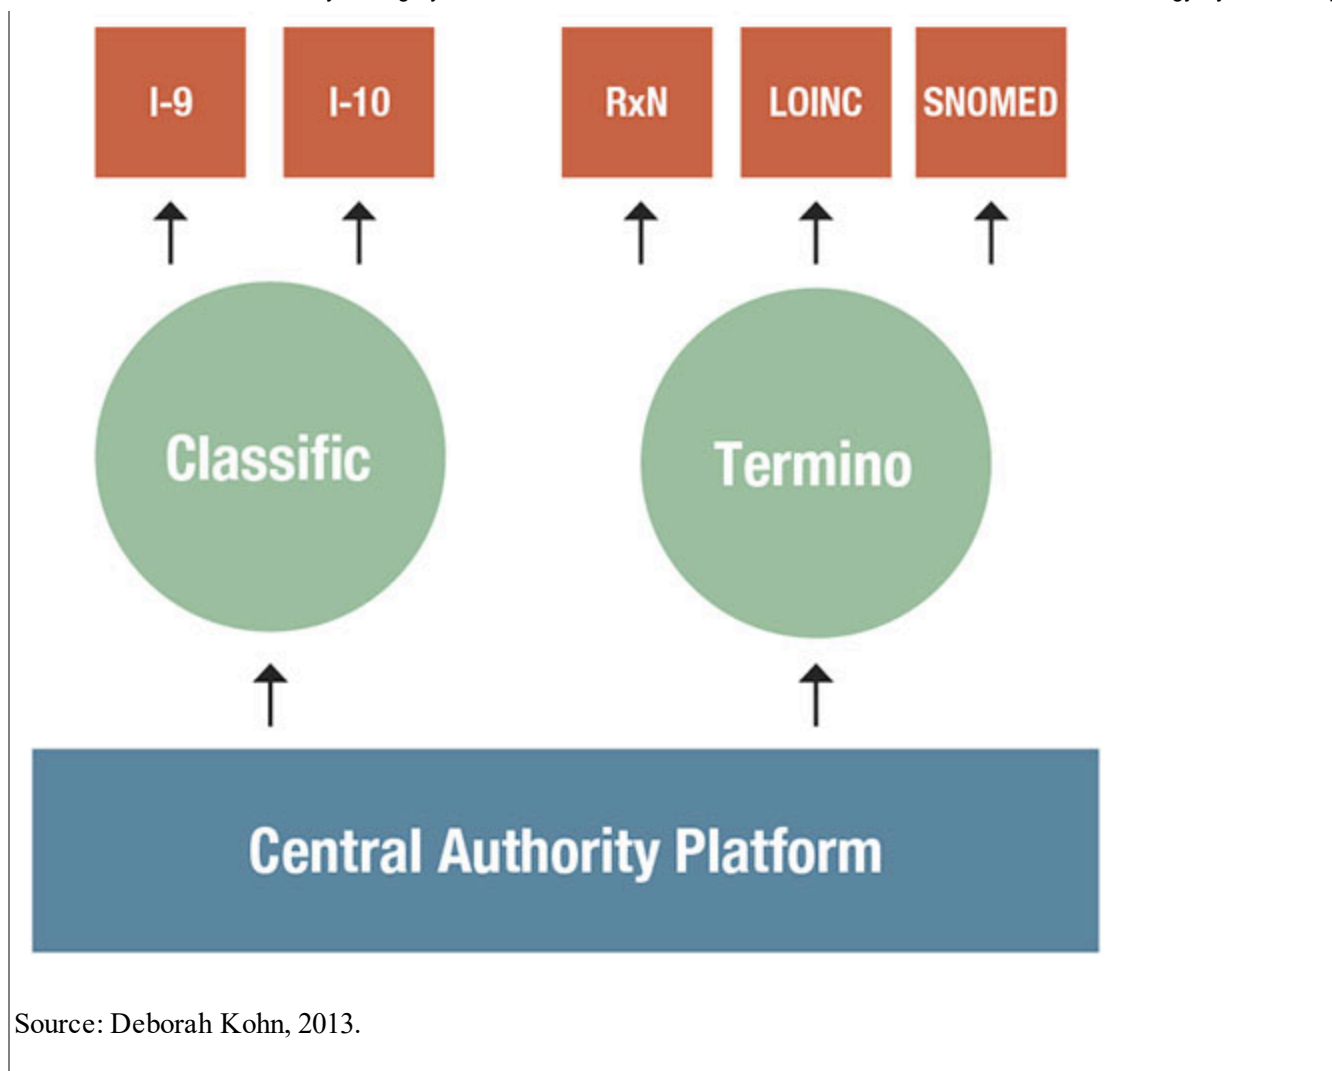 I-9 I-10 RxN LOINC SNOMED
Classific Termino
Central Authority Platform
Source: Deborah Kohn, 2013.